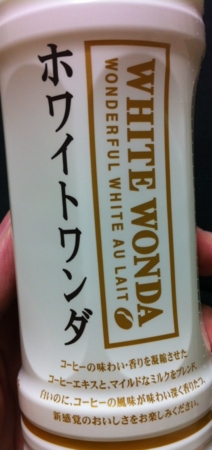 ホワイトワンダ
WHITE WONDA
WONDERFUL WHITE AU LAIT
コーヒーの味わい・香りを凝縮させた
コーヒーエキスと、マイルドなミルクをブレンド。
白いのに、コーヒーの風味が味わい深く香りたつ、
新感覚のおいしさをお楽しみください。